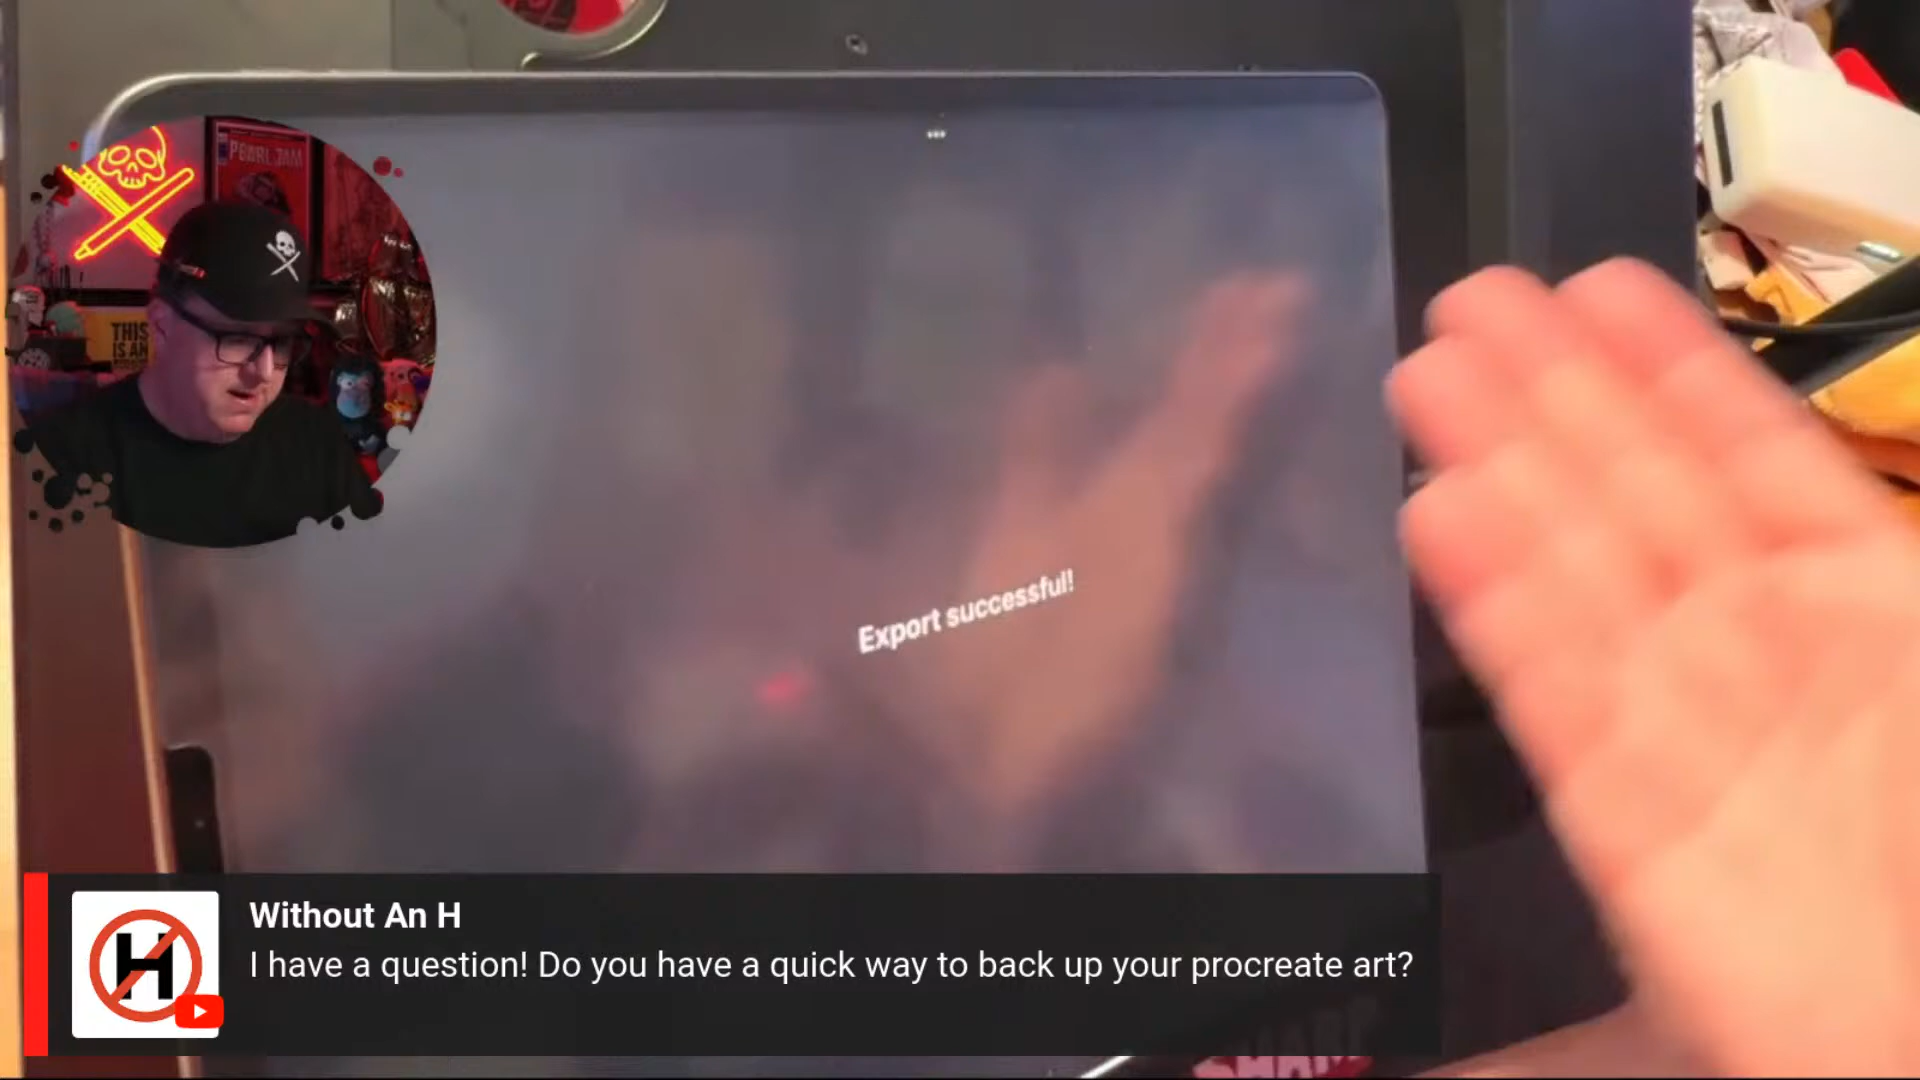 PEARL JAM
THIS
IS AN
Export successful!
H
Without An H
I have a question! Do you have a quick way to back up your procreate art?